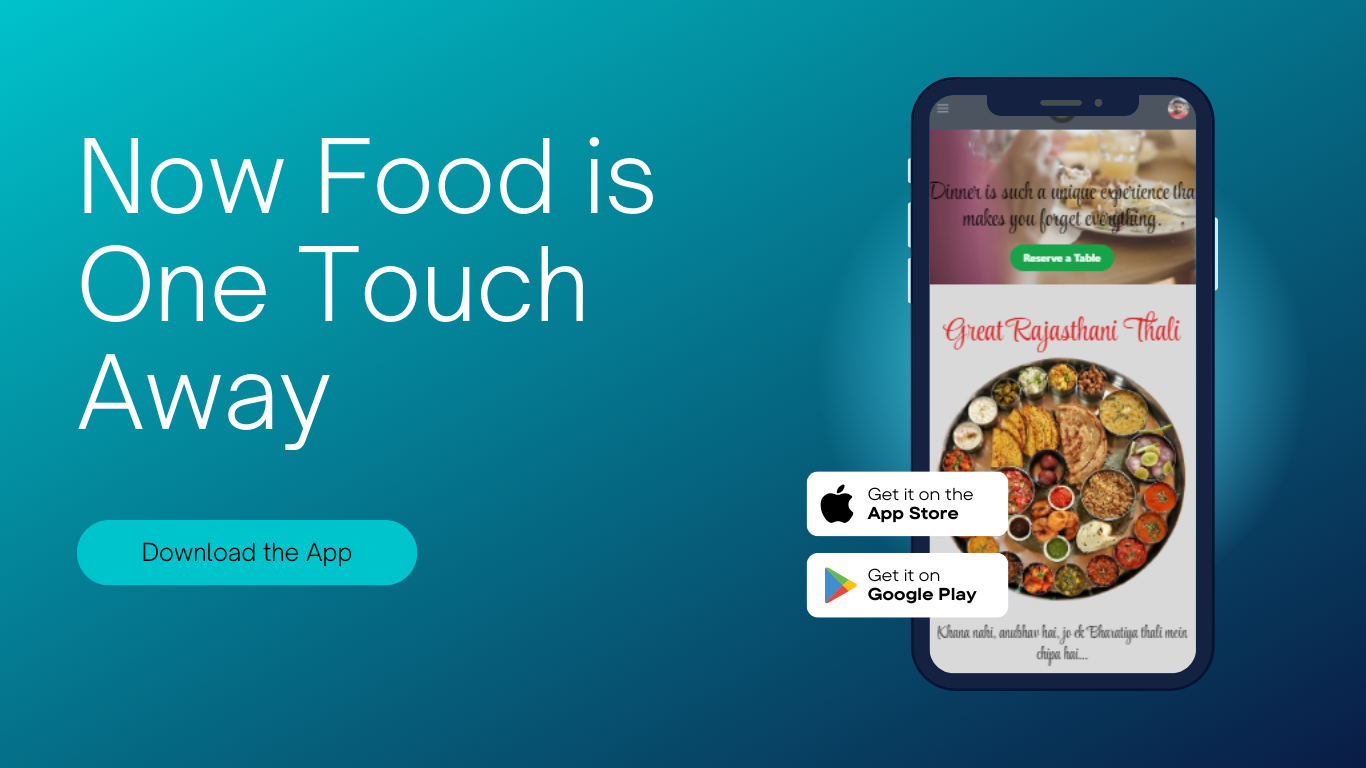 Now Food is
One Touch
Away
Download the App
Dinner is such a unique experience tha
makes you forget everything.
Reserve a Table
Great Rajasthani Thali
Get it on the
App Store
Get it on
Google Play
Khana nahi, anubhav hai, jo ek Bharatiya thali mein
chipa hai...